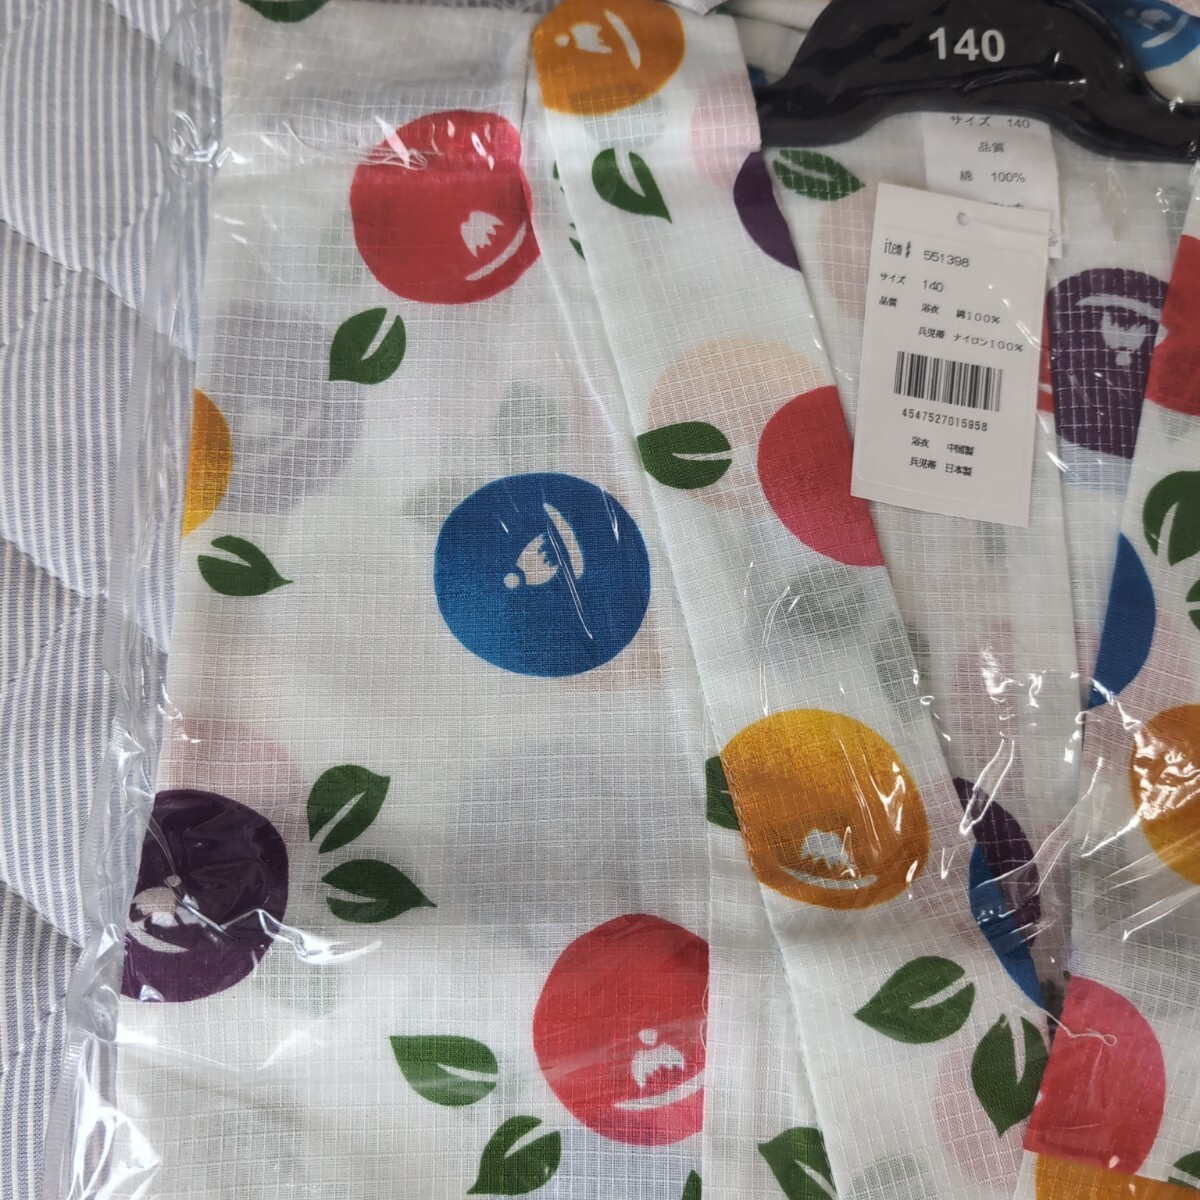 140
サイズ 140
品質
綿 100%
item # 551398
サイズ 140
品質 浴衣 綿100%
兵児帯 ナイロン100%
4547527015958
浴衣 中国製
兵児帯 日本製